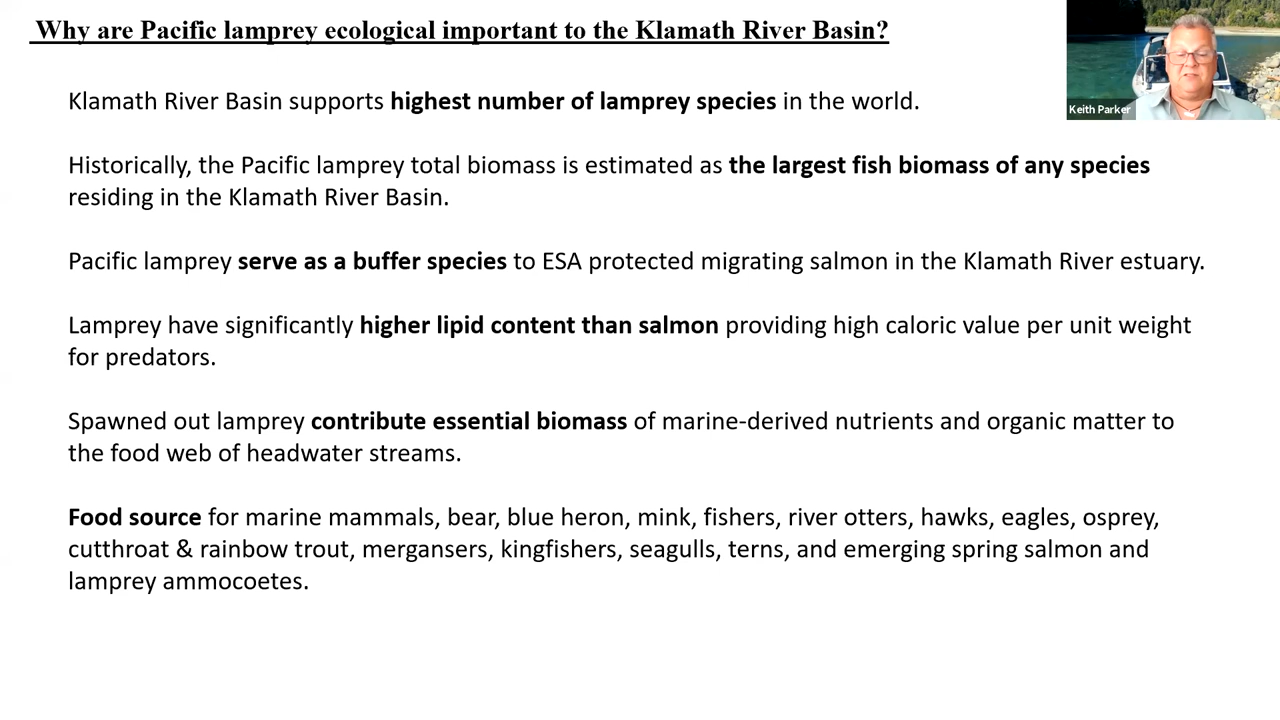 Why are Pacific lamprey ecological important to the Klamath River Basin?
Keith Parker
Klamath River Basin supports highest number of lamprey species in the world.
Historically, the Pacific lamprey total biomass is estimated as the largest fish biomass of any species
residing in the Klamath River Basin.
Pacific lamprey serve as a buffer species to ESA protected migrating salmon in the Klamath River estuary.
Lamprey have significantly higher lipid content than salmon providing high caloric value per unit weight
for predators.
Spawned out lamprey contribute essential biomass of marine-derived nutrients and organic matter to
the food web of headwater streams.
Food source for marine mammals, bear, blue heron, mink, fishers, river otters, hawks, eagles, osprey,
cutthroat & rainbow trout, mergansers, kingfishers, seagulls, terns, and emerging spring salmon and
lamprey ammocoetes.